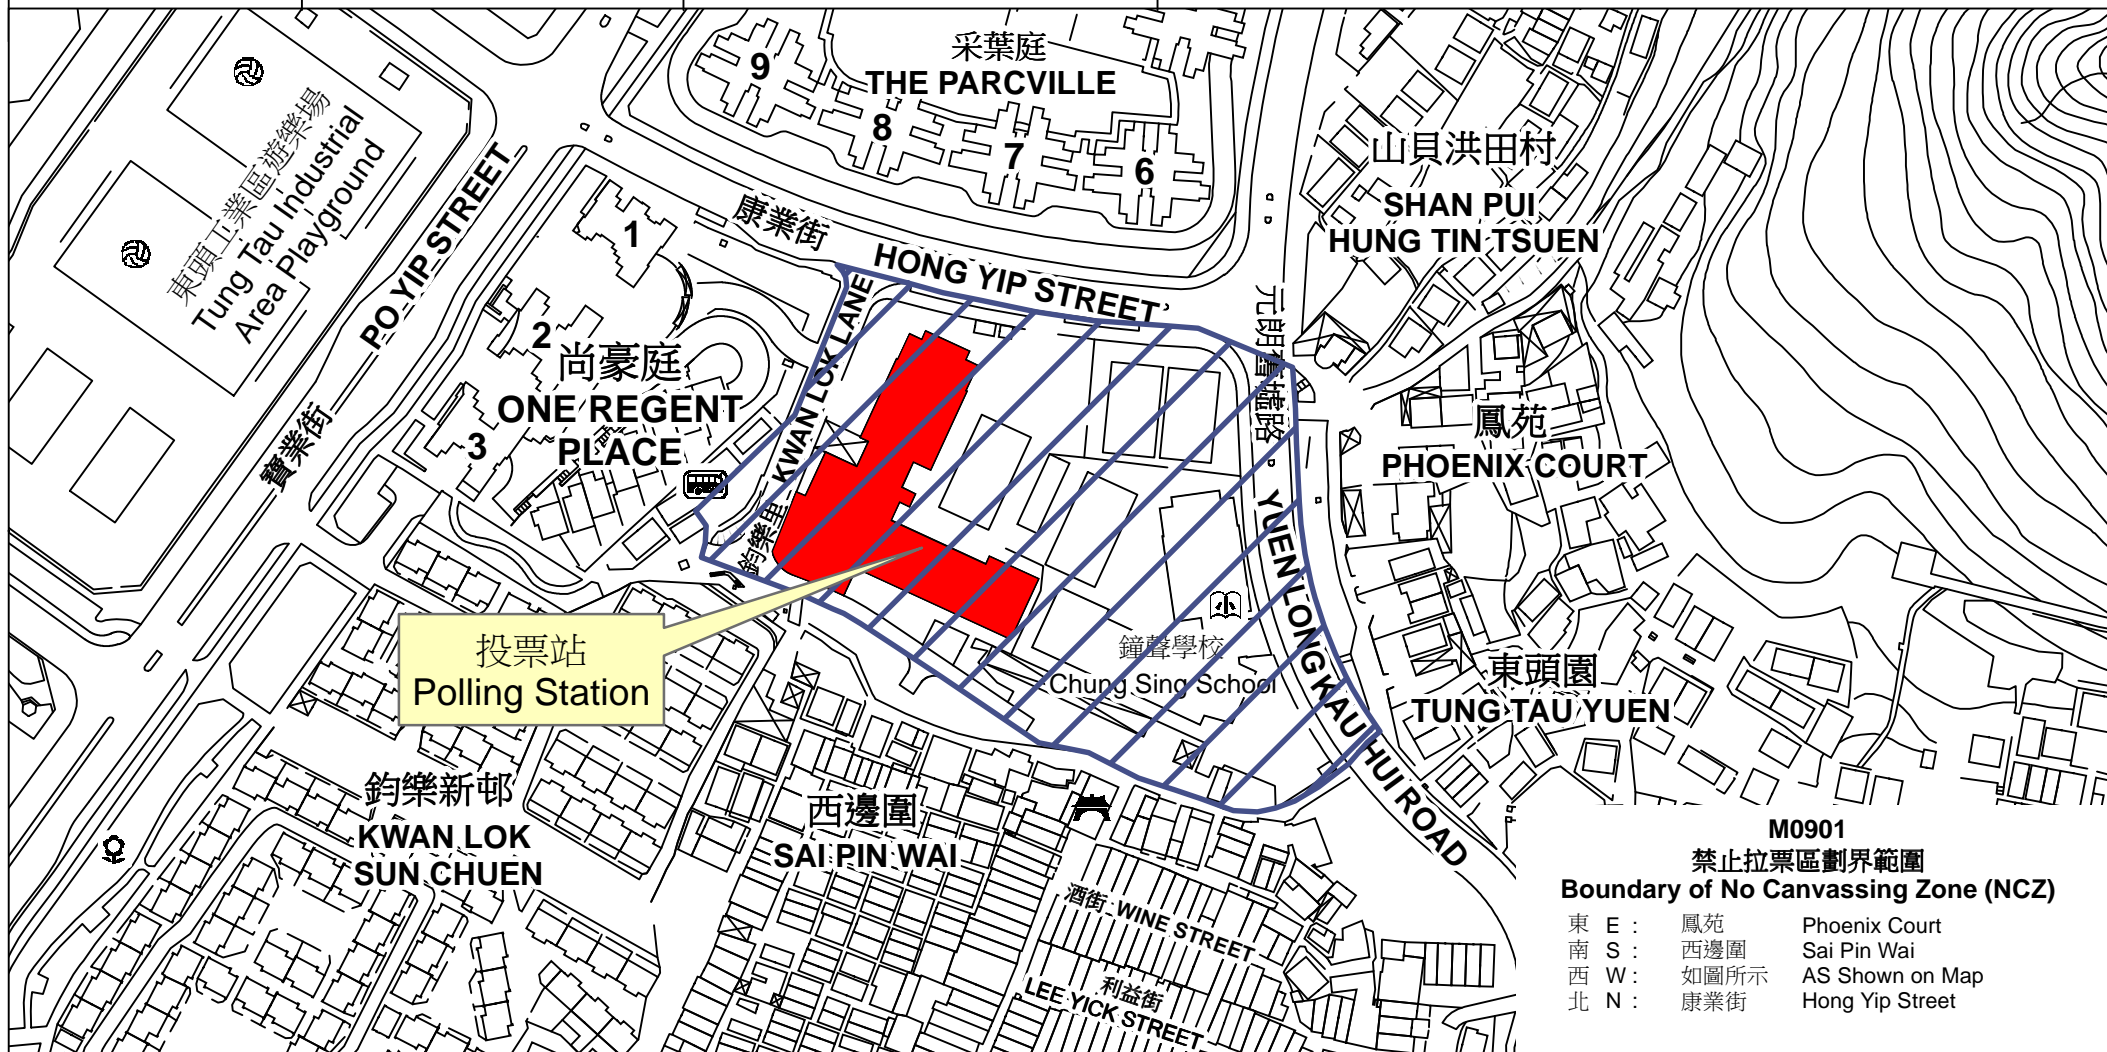 采葉庭
THE PARCVILLE
9
8
7
6
東頭工業區遊樂場
Tung Tau Industrial
Area Playground
PO YIP STREET
寶業街
康業街
HONG YIP STREET
1
2
3
尚豪庭
ONE REGENT
PLACE
KWAN LOK LANE
鈞樂里
山貝洪田村
SHAN PUI
HUNG TIN TSUEN
元朗舊墟路
YUEN LONG KAU HUI ROAD
鳳苑
PHOENIX COURT
投票站
Polling Station
小
鐘聲學校
Chung Sing School
東頭園
TUNG TAU YUEN
鈞樂新邨
KWAN LOK
SUN CHUEN
西邊圍
SAI PIN WAI
酒街 WINE STREET
利益街
LEE YICK STREET
M0901
禁止拉票區劃界範圍
Boundary of No Canvassing Zone (NCZ)
東 E : 鳳苑 Phoenix Court
南 S : 西邊圍 Sai Pin Wai
西 W : 如圖所示 AS Shown on Map
北 N : 康業街 Hong Yip Street